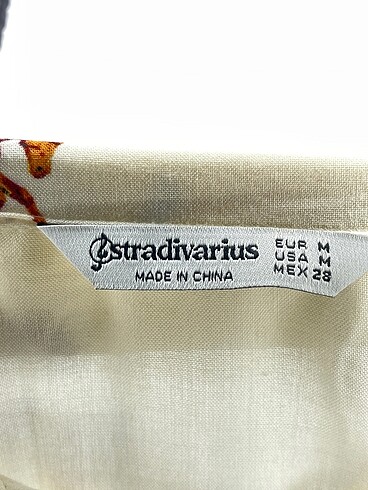 stradivarius
MADE IN CHINA
EUR M
USA M
MEX 28